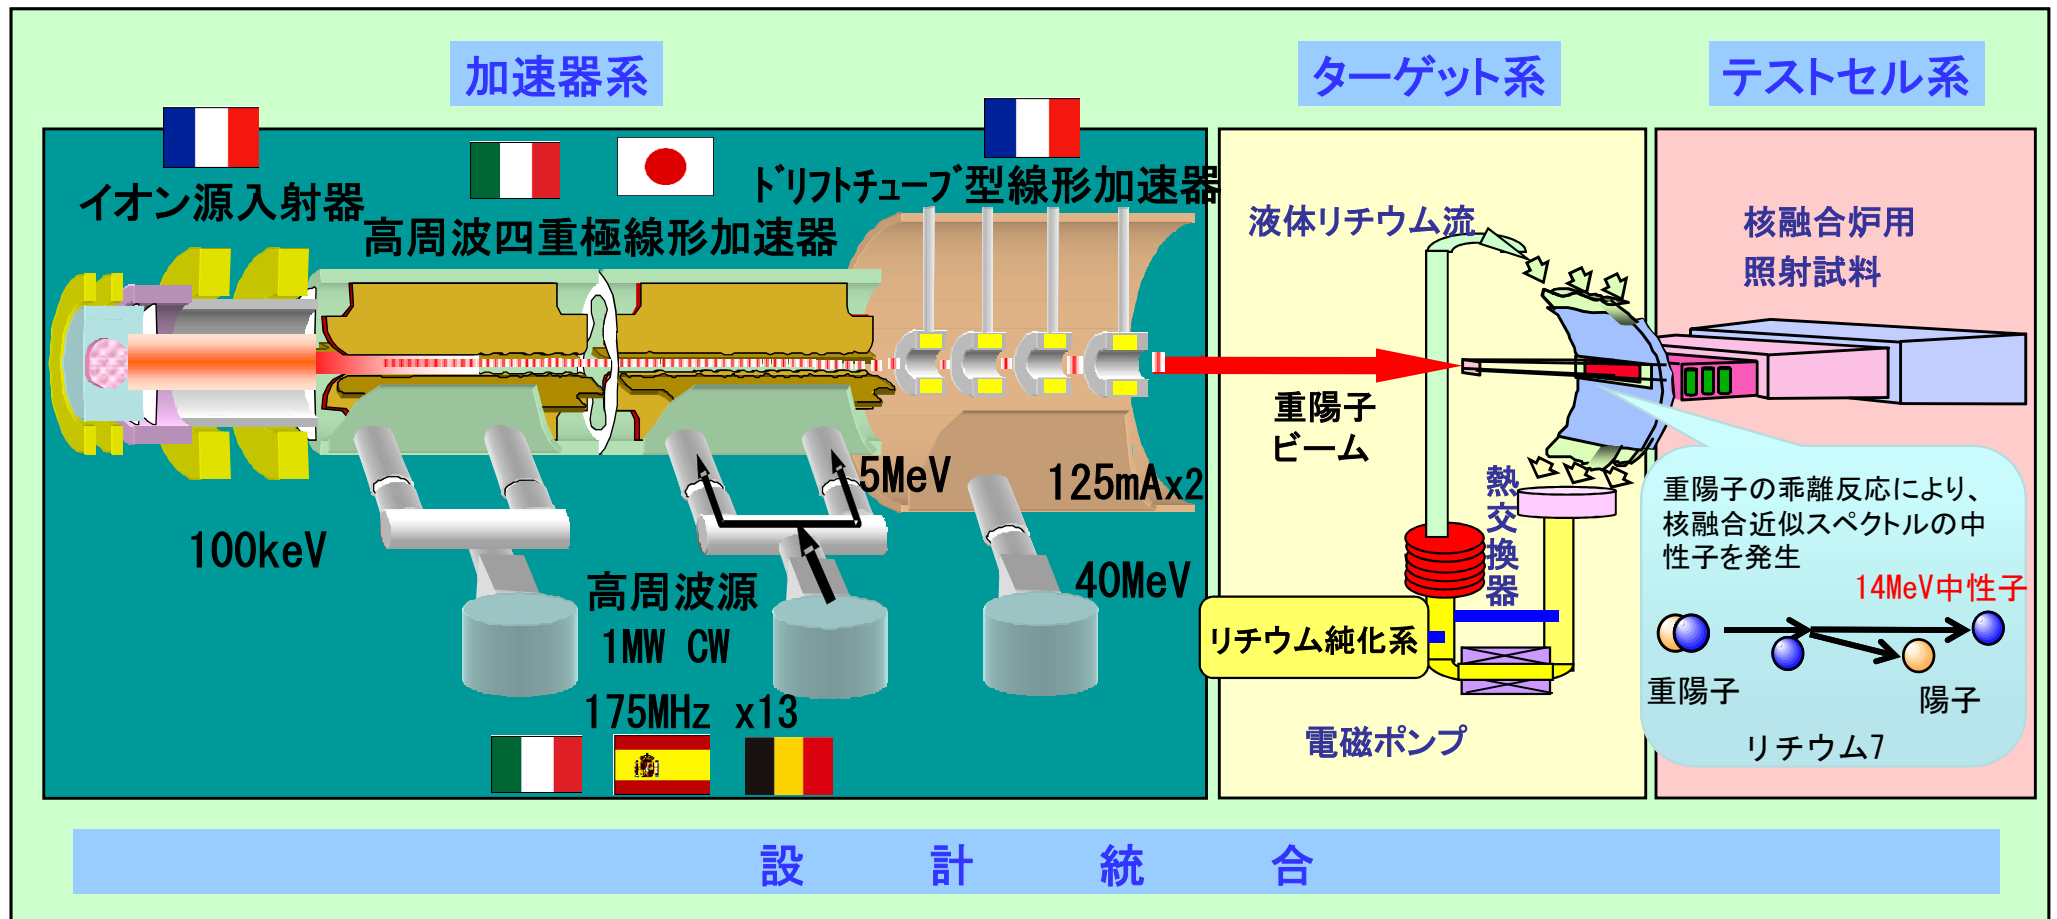 加速器系
ターゲット系
テストセル系
イオン源入射器
高周波四重極線形加速器
ドリフトチューブ型線形加速器
100keV
5MeV
125mAx2
40MeV
高周波源
1MW CW
175MHz x13
液体リチウム流
重陽子
ビーム
熱交換器
リチウム純化系
電磁ポンプ
核融合炉用
照射試料
重陽子の乖離反応により、
核融合近似スペクトルの中
性子を発生
14MeV中性子
重陽子
陽子
リチウム7
設計統合